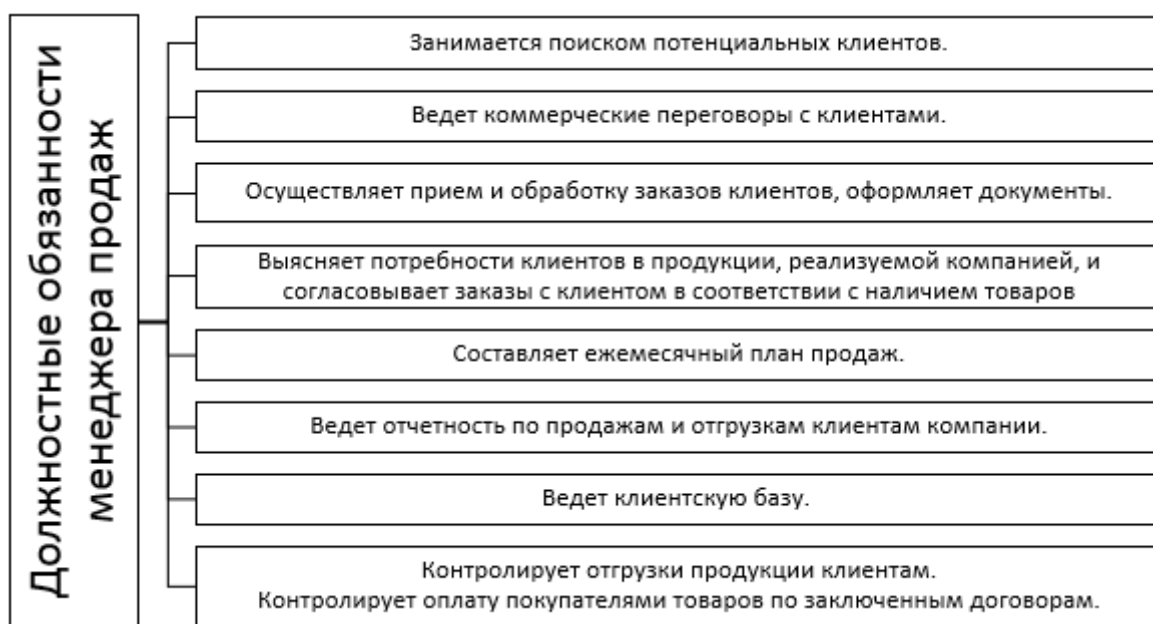 Должностные обязанности
менеджера продаж
Занимается поиском потенциальных клиентов.
Ведет коммерческие переговоры с клиентами.
Осуществляет прием и обработку заказов клиентов, оформляет документы.
Выясняет потребности клиентов в продукции, реализуемой компанией, и
согласовывает заказы с клиентом в соответствии с наличием товаров
Составляет ежемесячный план продаж.
Ведет отчетность по продажам и отгрузкам клиентам компании.
Ведет клиентскую базу.
Контролирует отгрузки продукции клиентам.
Контролирует оплату покупателями товаров по заключенным договорам.